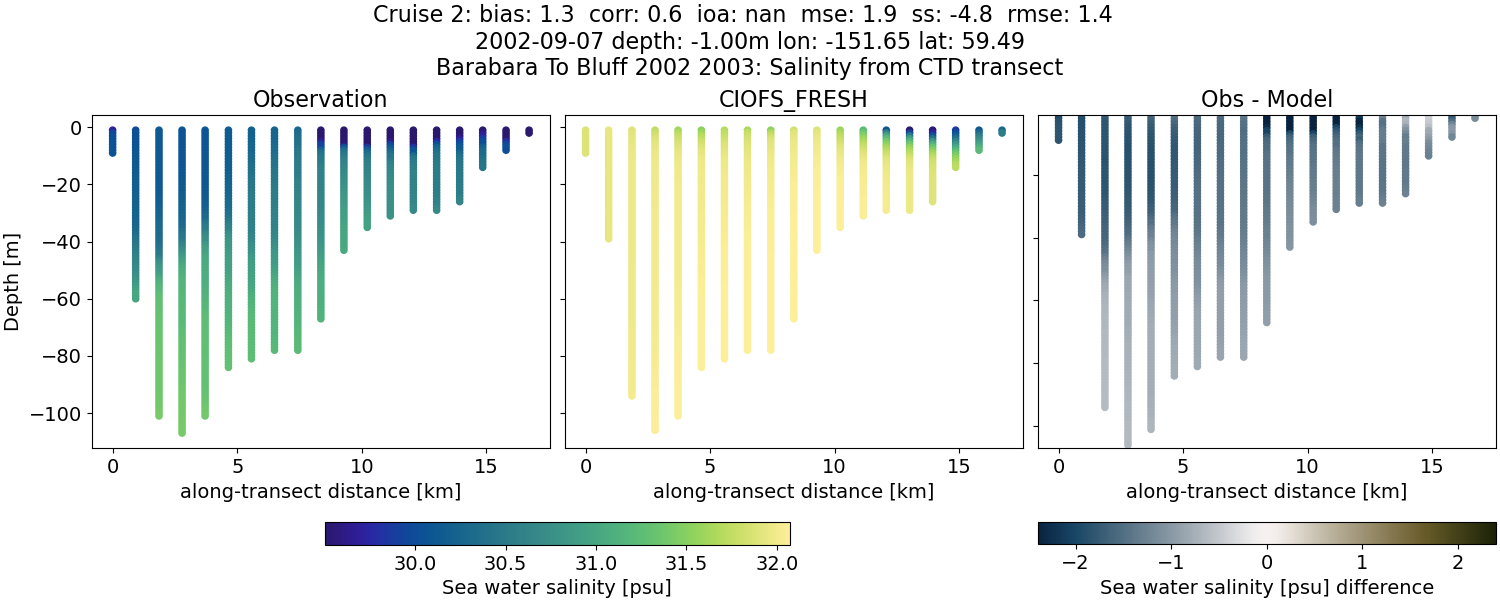 Cruise 2: bias: 1.3  corr: 0.6  ioa: nan  mse: 1.9  ss: -4.8  rmse: 1.4
2002-09-07 depth: -1.00m lon: -151.65 lat: 59.49
Barabara To Bluff 2002 2003: Salinity from CTD transect
Observation
CIOFS_FRESH
Obs - Model
0
−20
−40
−60
−80
−100
Depth [m]
0 5 10 15
0 5 10 15
0 5 10 15
along-transect distance [km]
along-transect distance [km]
along-transect distance [km]
30.0 30.5 31.0 31.5 32.0
Sea water salinity [psu]
−2 −1 0 1 2
Sea water salinity [psu] difference